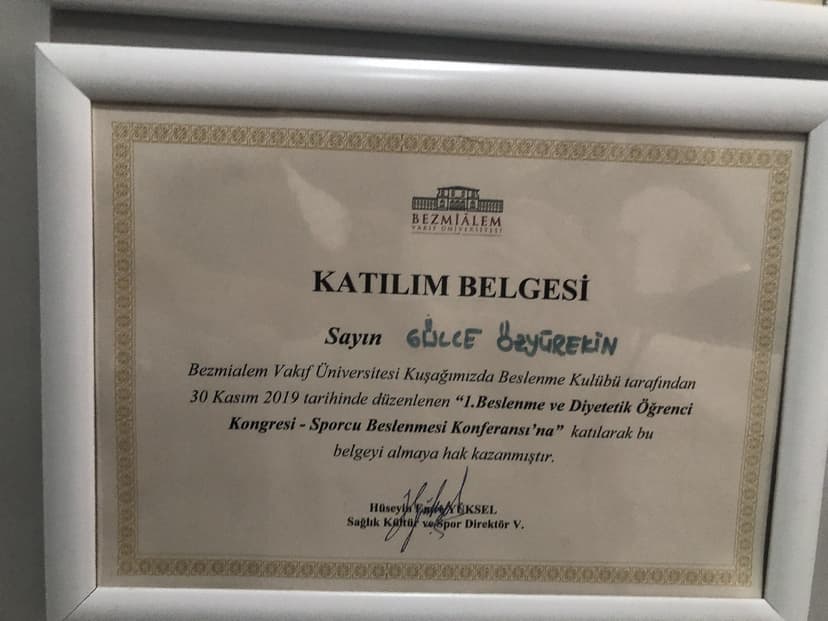 BEZMİÂLEM
VAKIF ÜNİVERSİTESİ
KATILIM BELGESİ
Sayın GÜLCE ÖZYÜREKİN
Bezmialem Vakıf Üniversitesi Kuşağımızda Beslenme Kulübü tarafından
30 Kasım 2019 tarihinde düzenlenen “1.Beslenme ve Diyetetik Öğrenci
Kongresi - Sporcu Beslenmesi Konferansı’na” katılarak bu
belgeyi almaya hak kazanmıştır.
Hüseyin YÜKSEL
Sağlık Kültür ve Spor Direktör V.